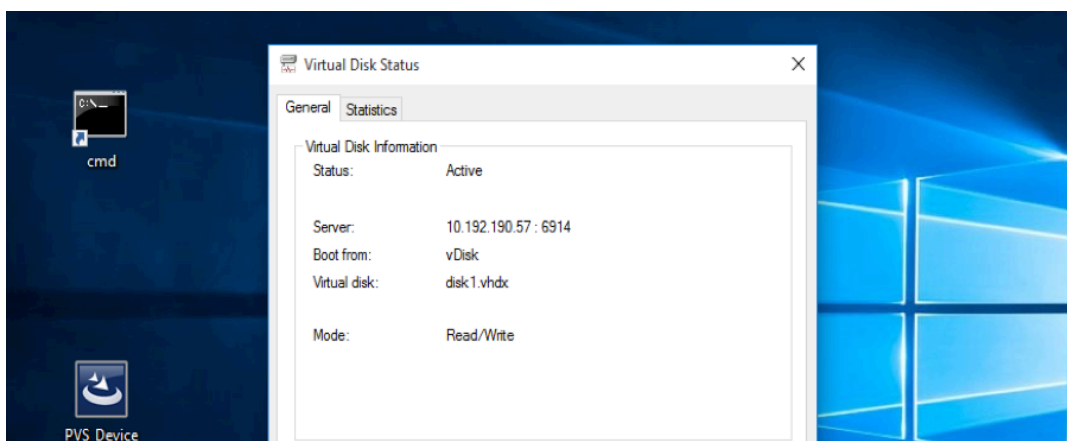 Virtual Disk Status
General Statistics
Virtual Disk Information
Status: Active
Server: 10.192.190.57 : 6914
Boot from: vDisk
Virtual disk: disk1.vhdx
Mode: Read/Write
C:\_
cmd
PVS Device